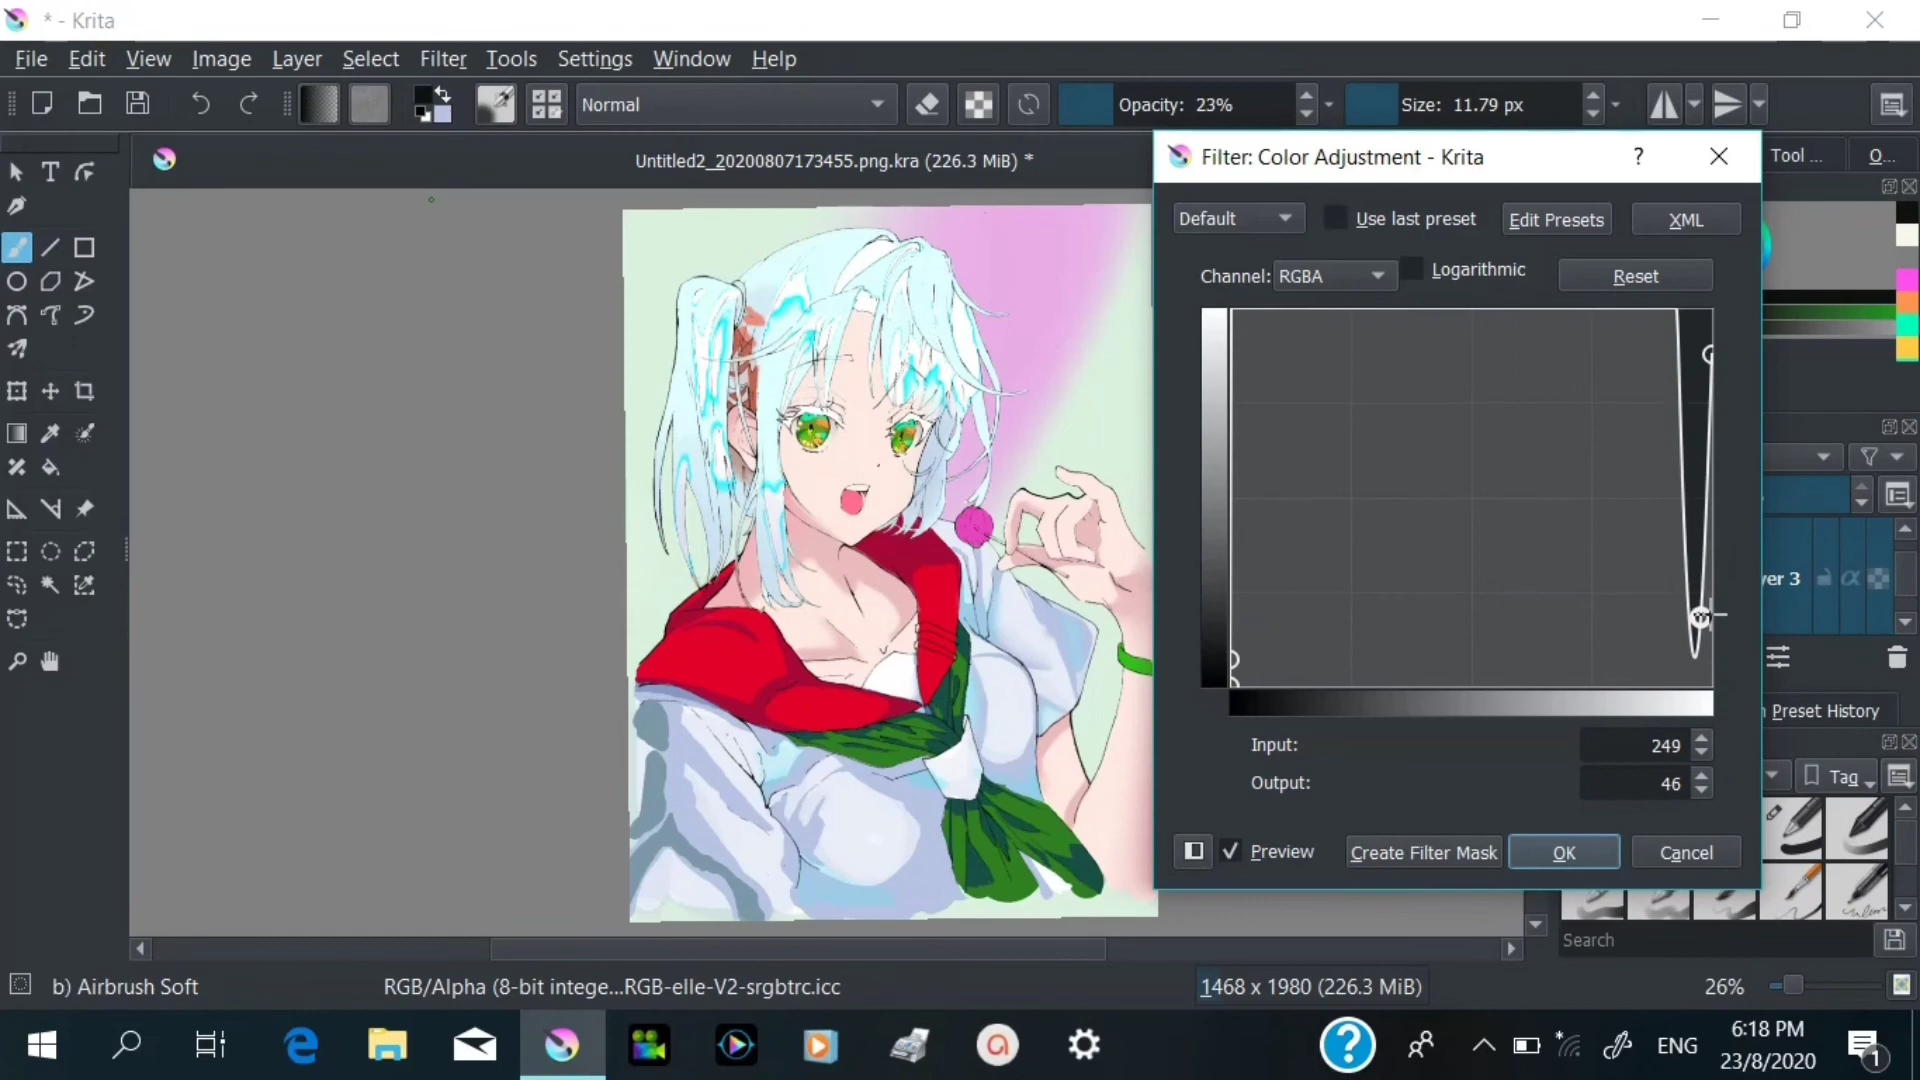 * - Krita
File Edit View Image Layer Select Filter Tools Settings Window Help
Normal Opacity: 23% Size: 11.79 px
Untitled2_20200807173455.png.kra (226.3 MiB) *
Filter: Color Adjustment - Krita ?
Tool ... O...
Default Use last preset Edit Presets XML
Channel: RGBA Logarithmic Reset
yer 3
Input: 249
Output: 46
Preset History
Tag
Preview Create Filter Mask OK Cancel
Search
b) Airbrush Soft RGB/Alpha (8-bit intege...RGB-elle-V2-srgbtrc.icc 1468 x 1980 (226.3 MiB) 26%
ENG
6:18 PM
23/8/2020
1